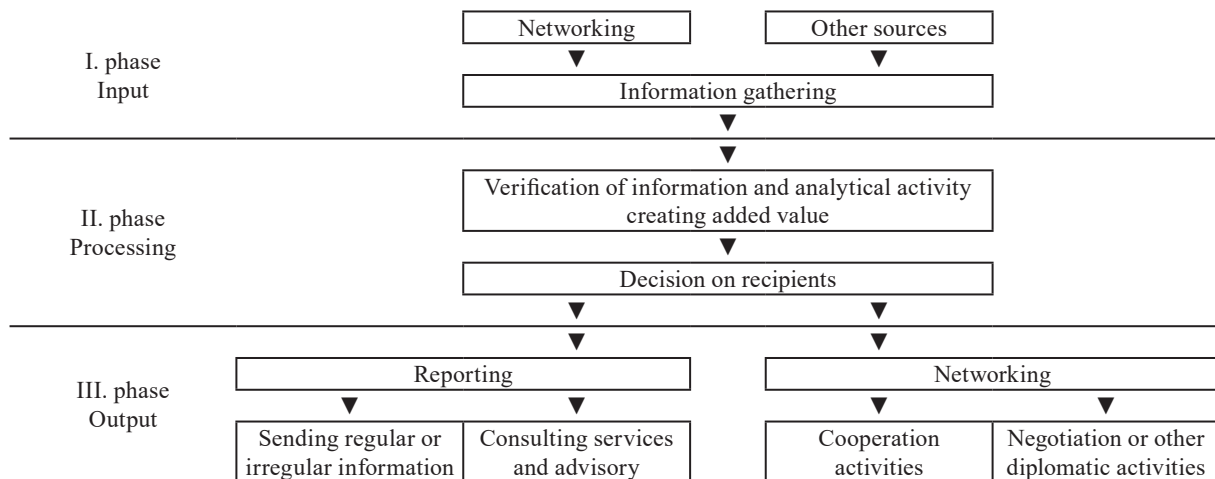 Networking
Other sources
I. phase
Input
Information gathering
Verification of information and analytical activity
creating added value
II. phase
Processing
Decision on recipients
Reporting
Networking
III. phase
Output
Sending regular or
irregular information
Consulting services
and advisory
Cooperation
activities
Negotiation or other
diplomatic activities